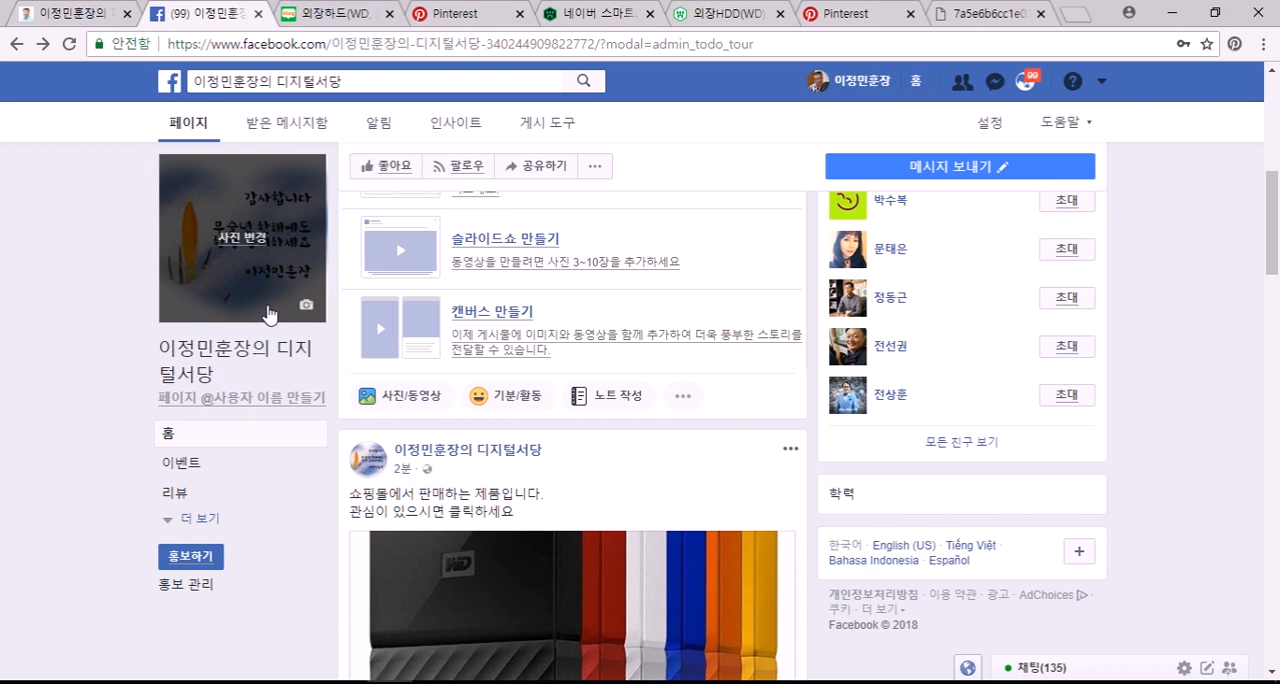 이정민훈장의
(99) 이정민훈장
외장하드(WD,
Pinterest
네이버 스마트
외장HDD(WD)
Pinterest
7a5e6b6cc1e0
안전함
https://www.facebook.com/이정민훈장의-디지털서당-340244909822772/?modal=admin_todo_tour
이정민훈장의 디지털서당
이정민훈장
홈
99
페이지
받은 메시지함
알림
인사이트
게시 도구
설정
도움말
좋아요
팔로우
공유하기
메시지 보내기
감사합니다
사진 변경
이정민훈장
이정민훈장의 디지
털서당
페이지 @사용자 이름 만들기
홈
이벤트
리뷰
더 보기
홍보하기
홍보 관리
슬라이드쇼 만들기
동영상을 만들려면 사진 3~10장을 추가하세요
캔버스 만들기
이제 게시물에 이미지와 동영상을 함께 추가하여 더욱 풍부한 스토리를
전달할 수 있습니다.
사진/동영상
기분/활동
노트 작성
이정민훈장의 디지털서당
2분
쇼핑몰에서 판매하는 제품입니다.
관심이 있으시면 클릭하세요
WD
박수복 초대
문태은 초대
정동근 초대
전선권 초대
전상훈 초대
모든 친구 보기
학력
한국어 · English (US) · Tiếng Việt ·
Bahasa Indonesia · Español
개인정보처리방침 · 이용 약관 · 광고 · AdChoices ·
쿠키 · 더 보기
Facebook © 2018
채팅(135)